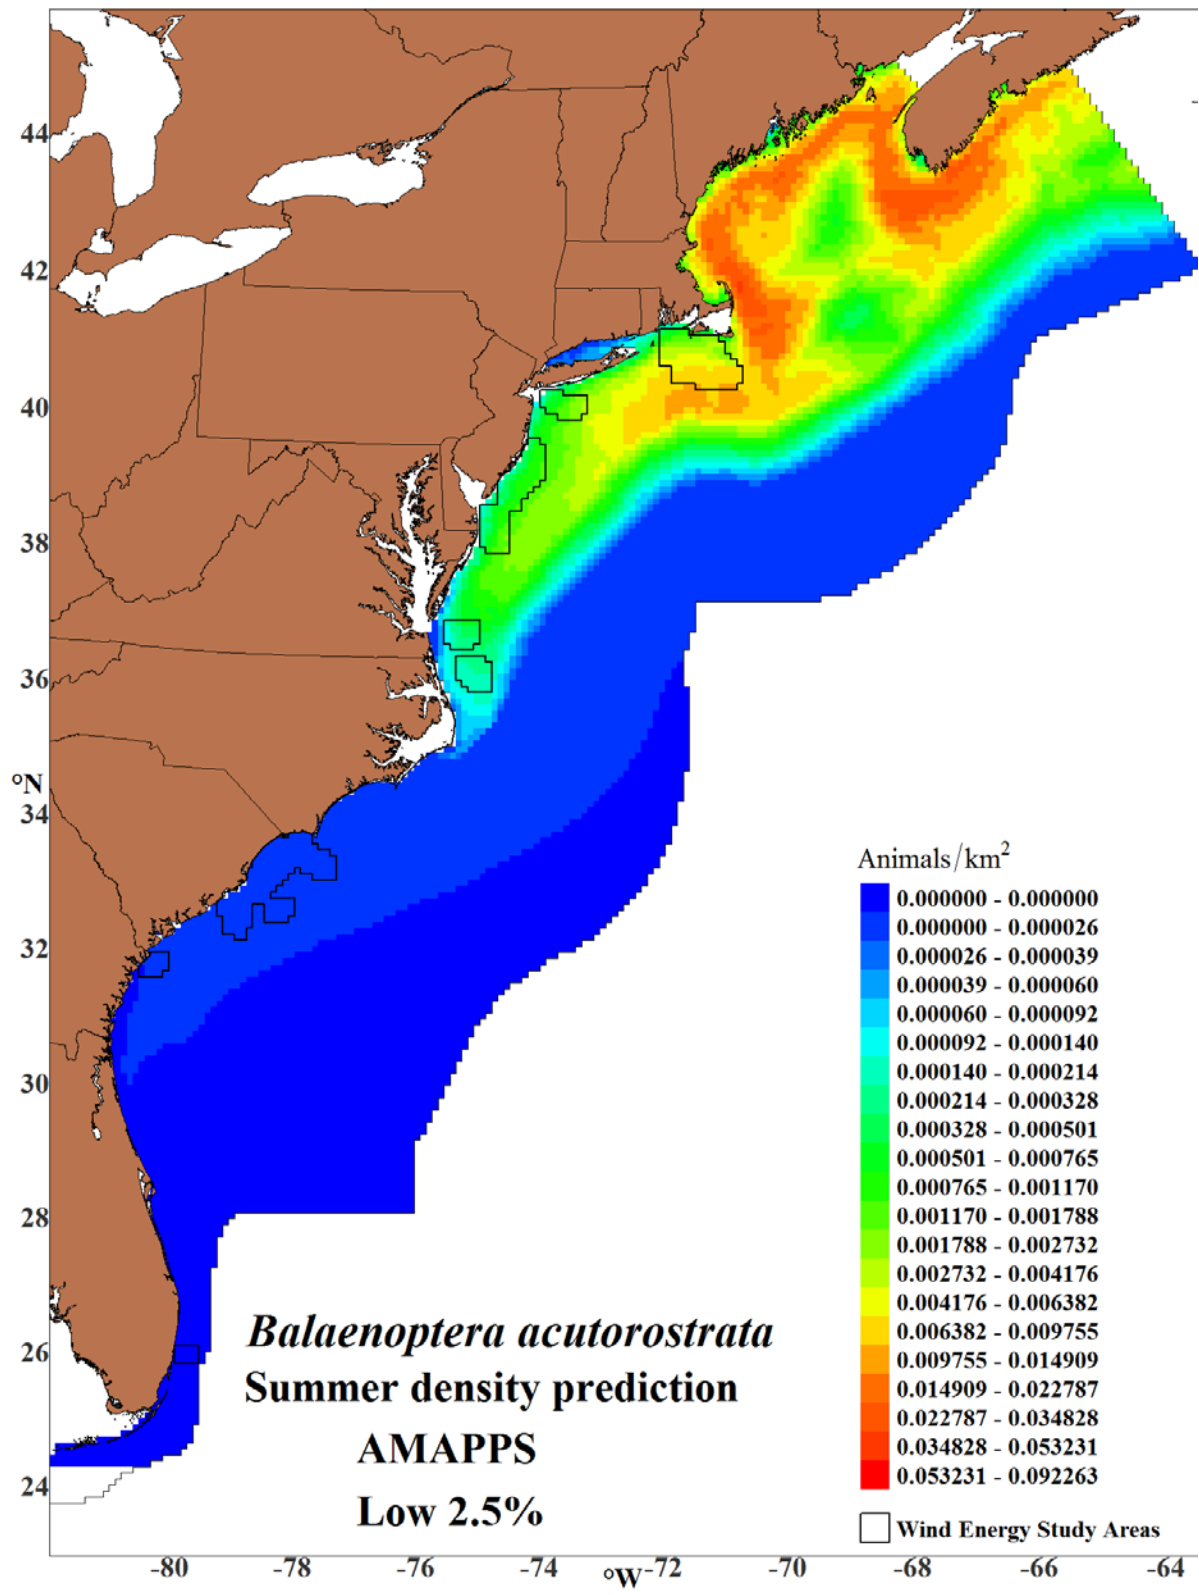 44
42
40
38
36
°N
34
32
30
28
26
24
Animals/km²
0.000000 - 0.000000
0.000000 - 0.000026
0.000026 - 0.000039
0.000039 - 0.000060
0.000060 - 0.000092
0.000092 - 0.000140
0.000140 - 0.000214
0.000214 - 0.000328
0.000328 - 0.000501
0.000501 - 0.000765
0.000765 - 0.001170
0.001170 - 0.001788
0.001788 - 0.002732
0.002732 - 0.004176
0.004176 - 0.006382
0.006382 - 0.009755
0.009755 - 0.014909
0.014909 - 0.022787
0.022787 - 0.034828
0.034828 - 0.053231
0.053231 - 0.092263
Wind Energy Study Areas
Balaenoptera acutorostrata
Summer density prediction
AMAPPS
Low 2.5%
-80 -78 -76 -74 °W -72 -70 -68 -66 -64